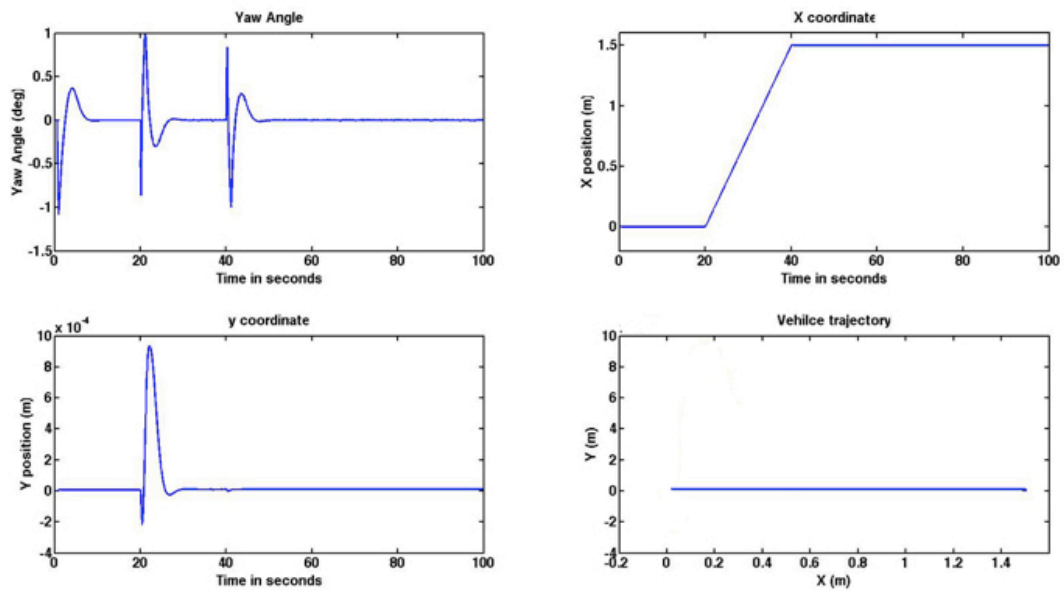 Yaw Angle
1
0.5
0
-0.5
-1
-1.5
Yaw Angle (deg)
0 20 40 60 80 100
Time in seconds
X coordinate
1.5
1
0.5
0
X position (m)
0 20 40 60 80 100
Time in seconds
x 10-4
y coordinate
10
8
6
4
2
0
-2
-4
Y position (m)
0 20 40 60 80 100
Time in seconds
Vehilce trajectory
10
8
6
4
2
0
-2
-4
Y (m)
-0.2 0 0.2 0.4 0.6 0.8 1 1.2 1.4
X (m)